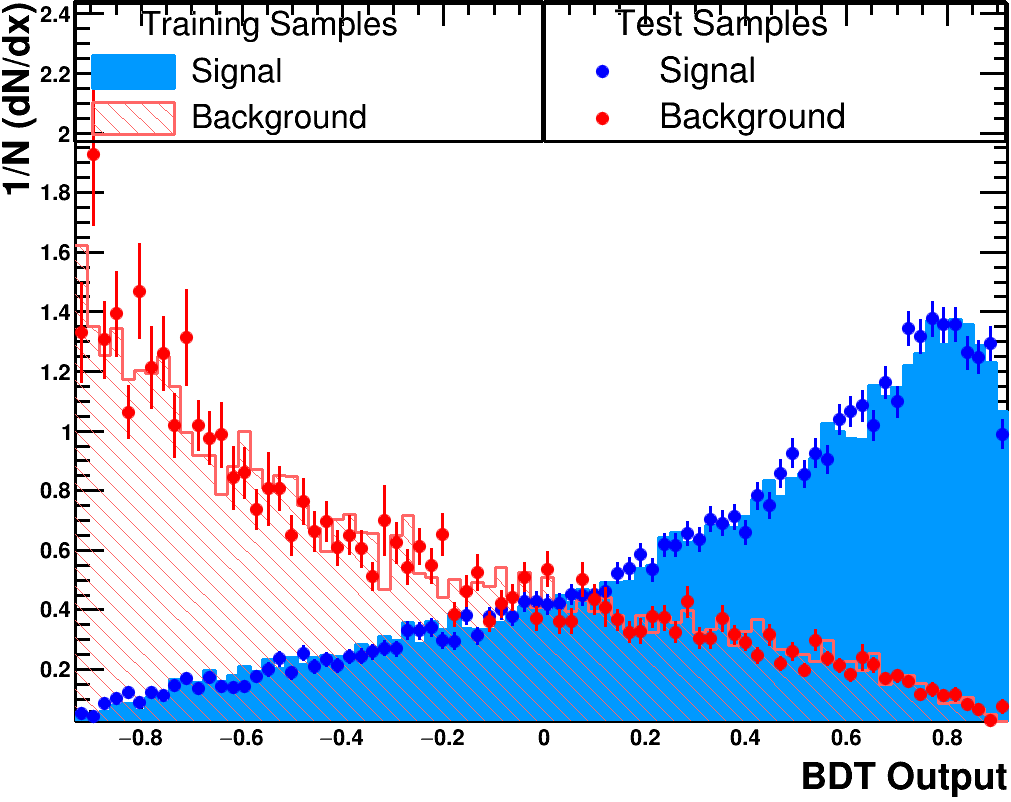 1/N (dN/dx)
2.4
2.2
2
1.8
1.6
1.4
1.2
1
0.8
0.6
0.4
0.2
Training Samples
Signal
Background
Test Samples
Signal
Background
−0.8 −0.6 −0.4 −0.2 0 0.2 0.4 0.6 0.8
BDT Output